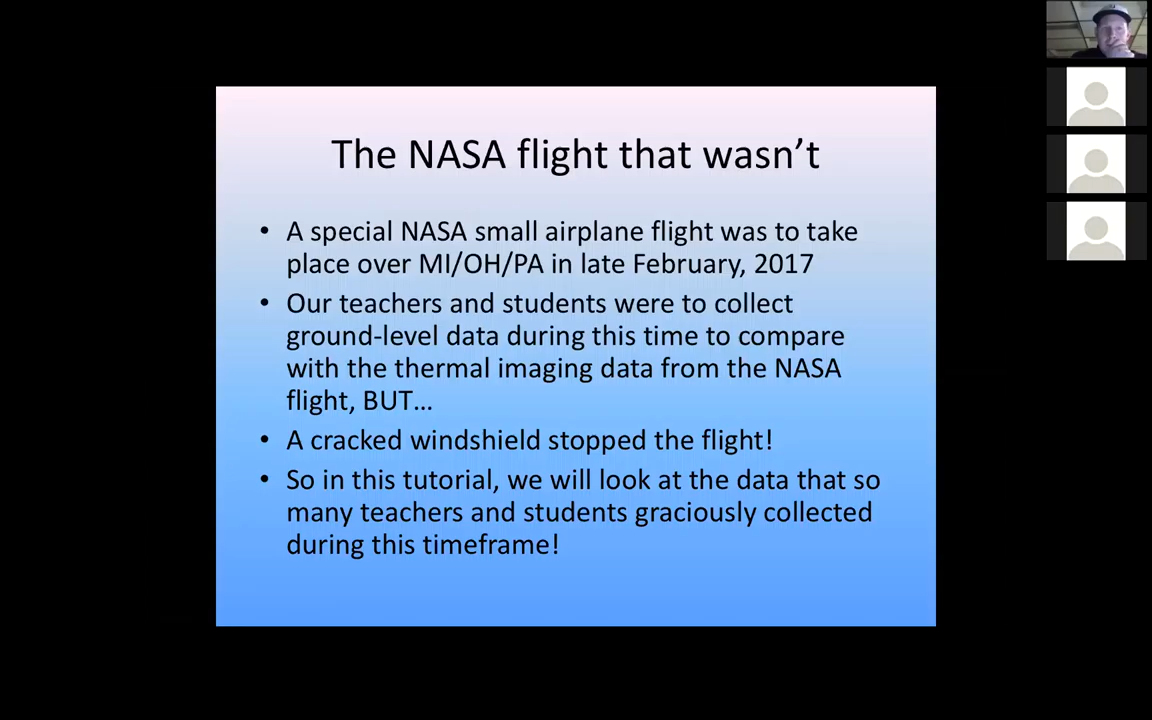 The NASA flight that wasn’t
• A special NASA small airplane flight was to take
place over MI/OH/PA in late February, 2017
• Our teachers and students were to collect
ground-level data during this time to compare
with the thermal imaging data from the NASA
flight, BUT…
• A cracked windshield stopped the flight!
• So in this tutorial, we will look at the data that so
many teachers and students graciously collected
during this timeframe!